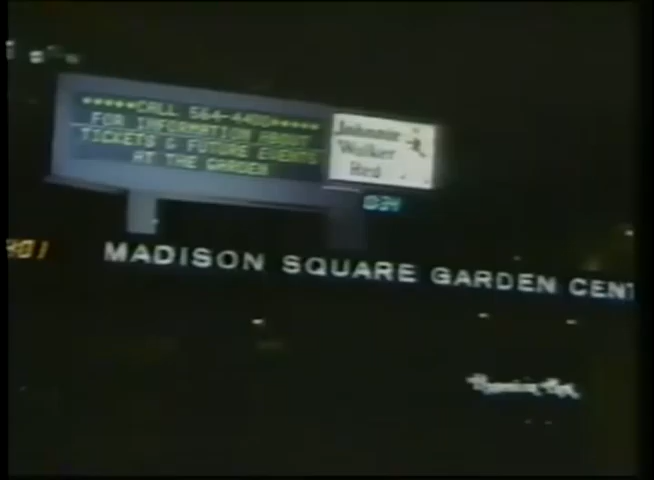 *****CALL 564-4400*****
FOR INFORMATION ABOUT
TICKETS & FUTURE EVENTS
AT THE GARDEN
Johnnie
Walker
Red
MADISON SQUARE GARDEN CENT